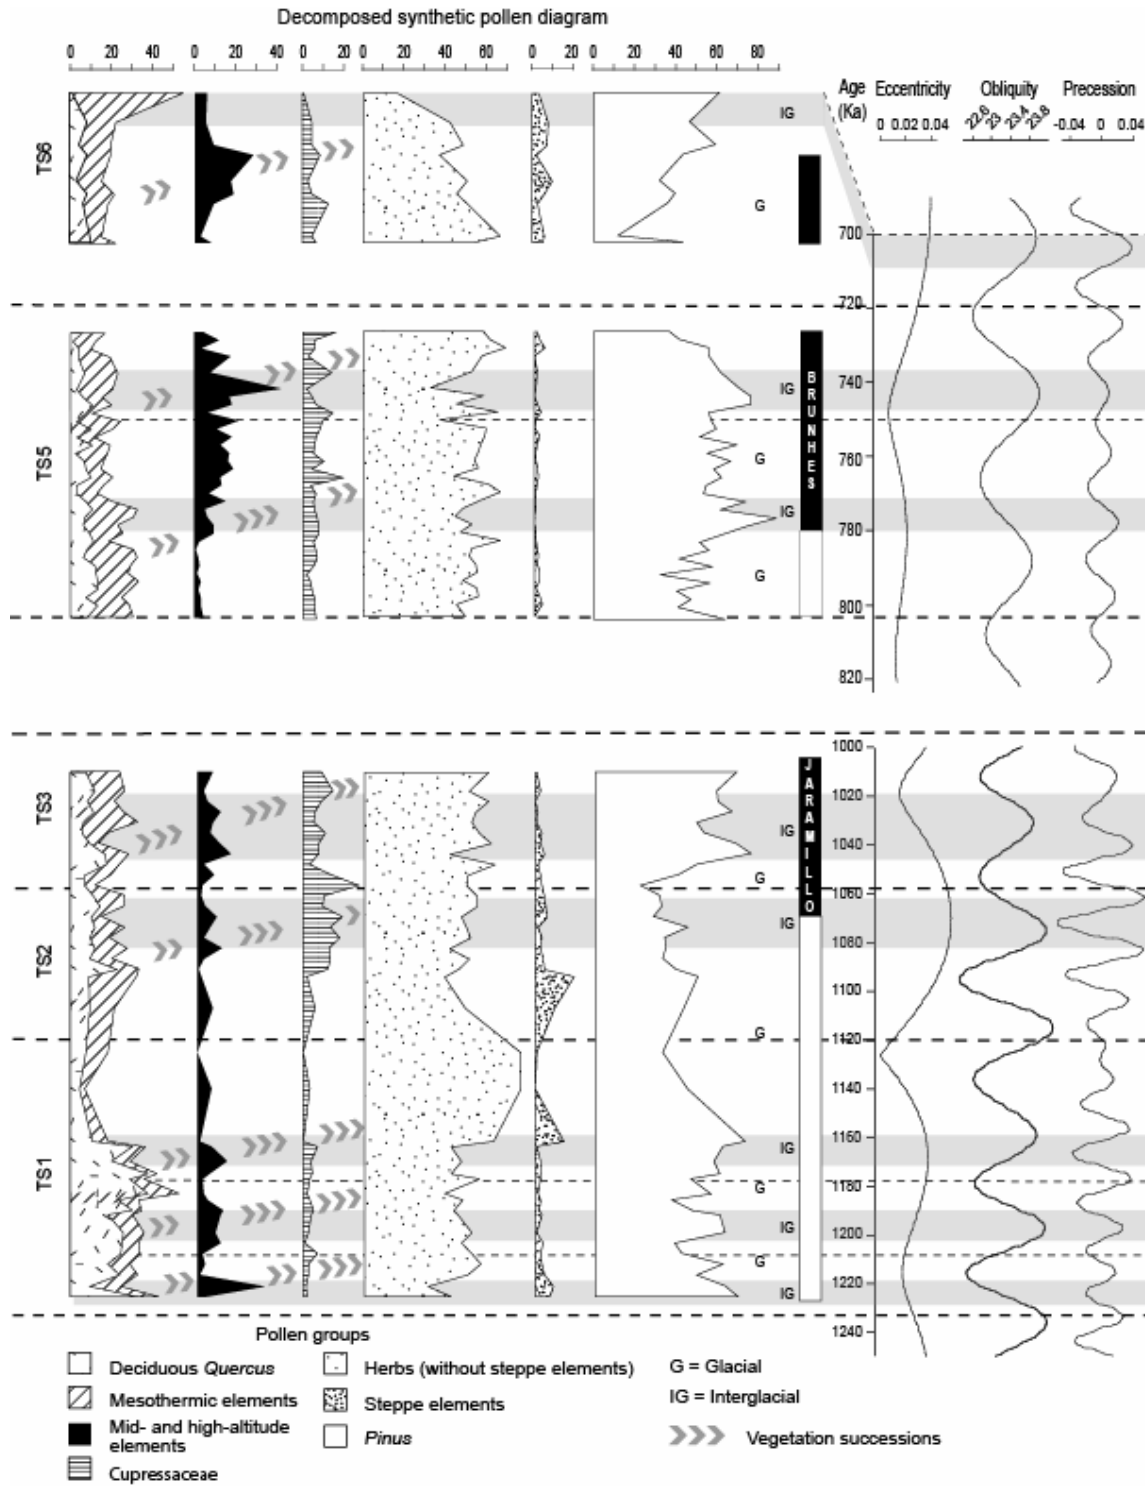 Decomposed synthetic pollen diagram
0 20 40 0 20 40 0 20 0 20 40 60 0 20 0 20 40 60 80
Age (Ka)
Eccentricity Obliquity Precession
0 0.02 0.04 22.6 23 23.4 23.8 -0.04 0 0.04
TS6
IG
G
700
720
TS5
BRUNHES
740
IG
760
G
IG
780
G
800
820
1000
TS3
JARAMILLO
1020
IG
1040
G
1060
TS2
IG
1080
1100
G
1120
1140
TS1
IG
1160
G
1180
IG
1200
G
1220
IG
1240
Pollen groups
Deciduous Quercus
Mesothermic elements
Mid- and high-altitude
elements
Cupressaceae
Herbs (without steppe elements)
Steppe elements
Pinus
G = Glacial
IG = Interglacial
Vegetation successions